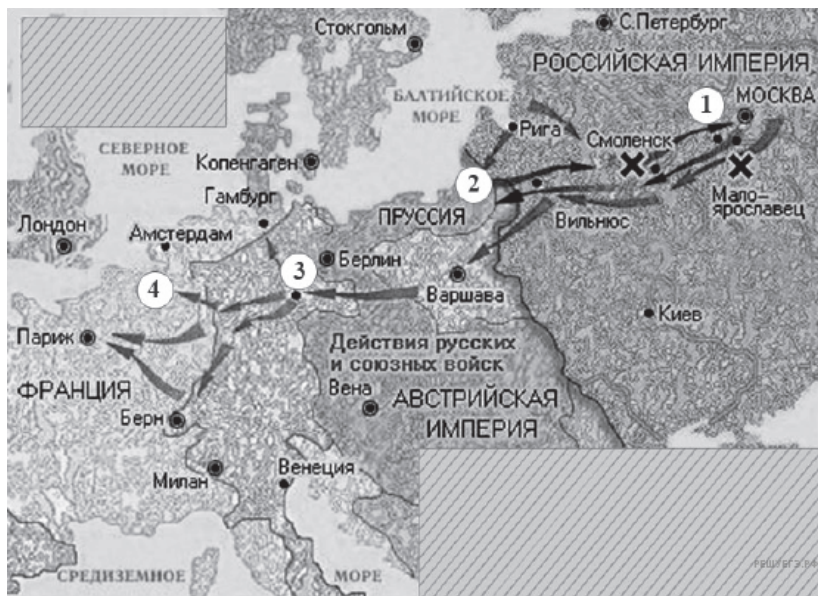 Стокгольм
С.Петербург
РОССИЙСКАЯ ИМПЕРИЯ
БАЛТИЙСКОЕ
МОРЕ
1
МОСКВА
СЕВЕРНОЕ
МОРЕ
Рига
Смоленск
Копенгаген
2
Гамбург
ПРУССИЯ
Мало-
ярославец
Вильнюс
Лондон
Амстердам
3
Берлин
4
Варшава
Киев
Париж
Действия русских
и союзных войск
ФРАНЦИЯ
Вена
АВСТРИЙСКАЯ
ИМПЕРИЯ
Берн
Милан
Венеция
СРЕДИЗЕМНОЕ
МОРЕ
РЕШУЕГЭ.РФ